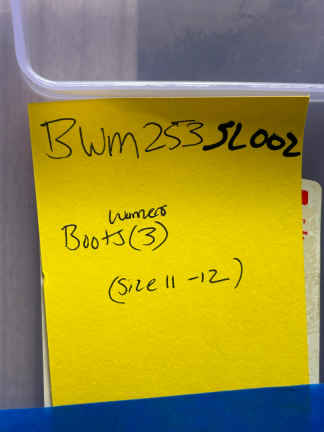 BWM253SL002
womens
Boots (3)
(Size 11 -12)